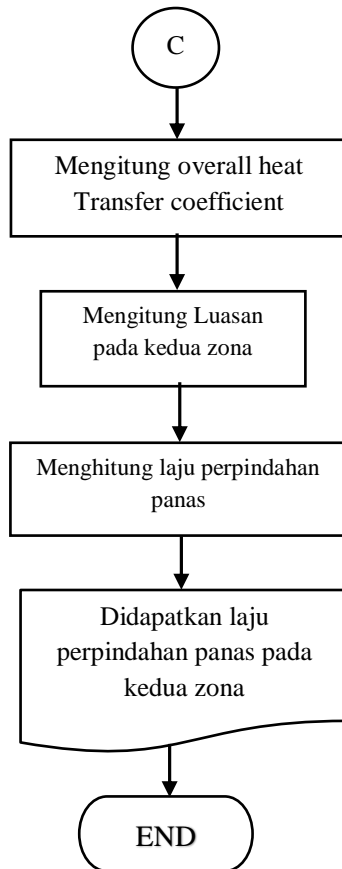 C
Mengitung overall heat
Transfer coefficient
Mengitung Luasan
pada kedua zona
Menghitung laju perpindahan
panas
Didapatkan laju
perpindahan panas pada
kedua zona
END